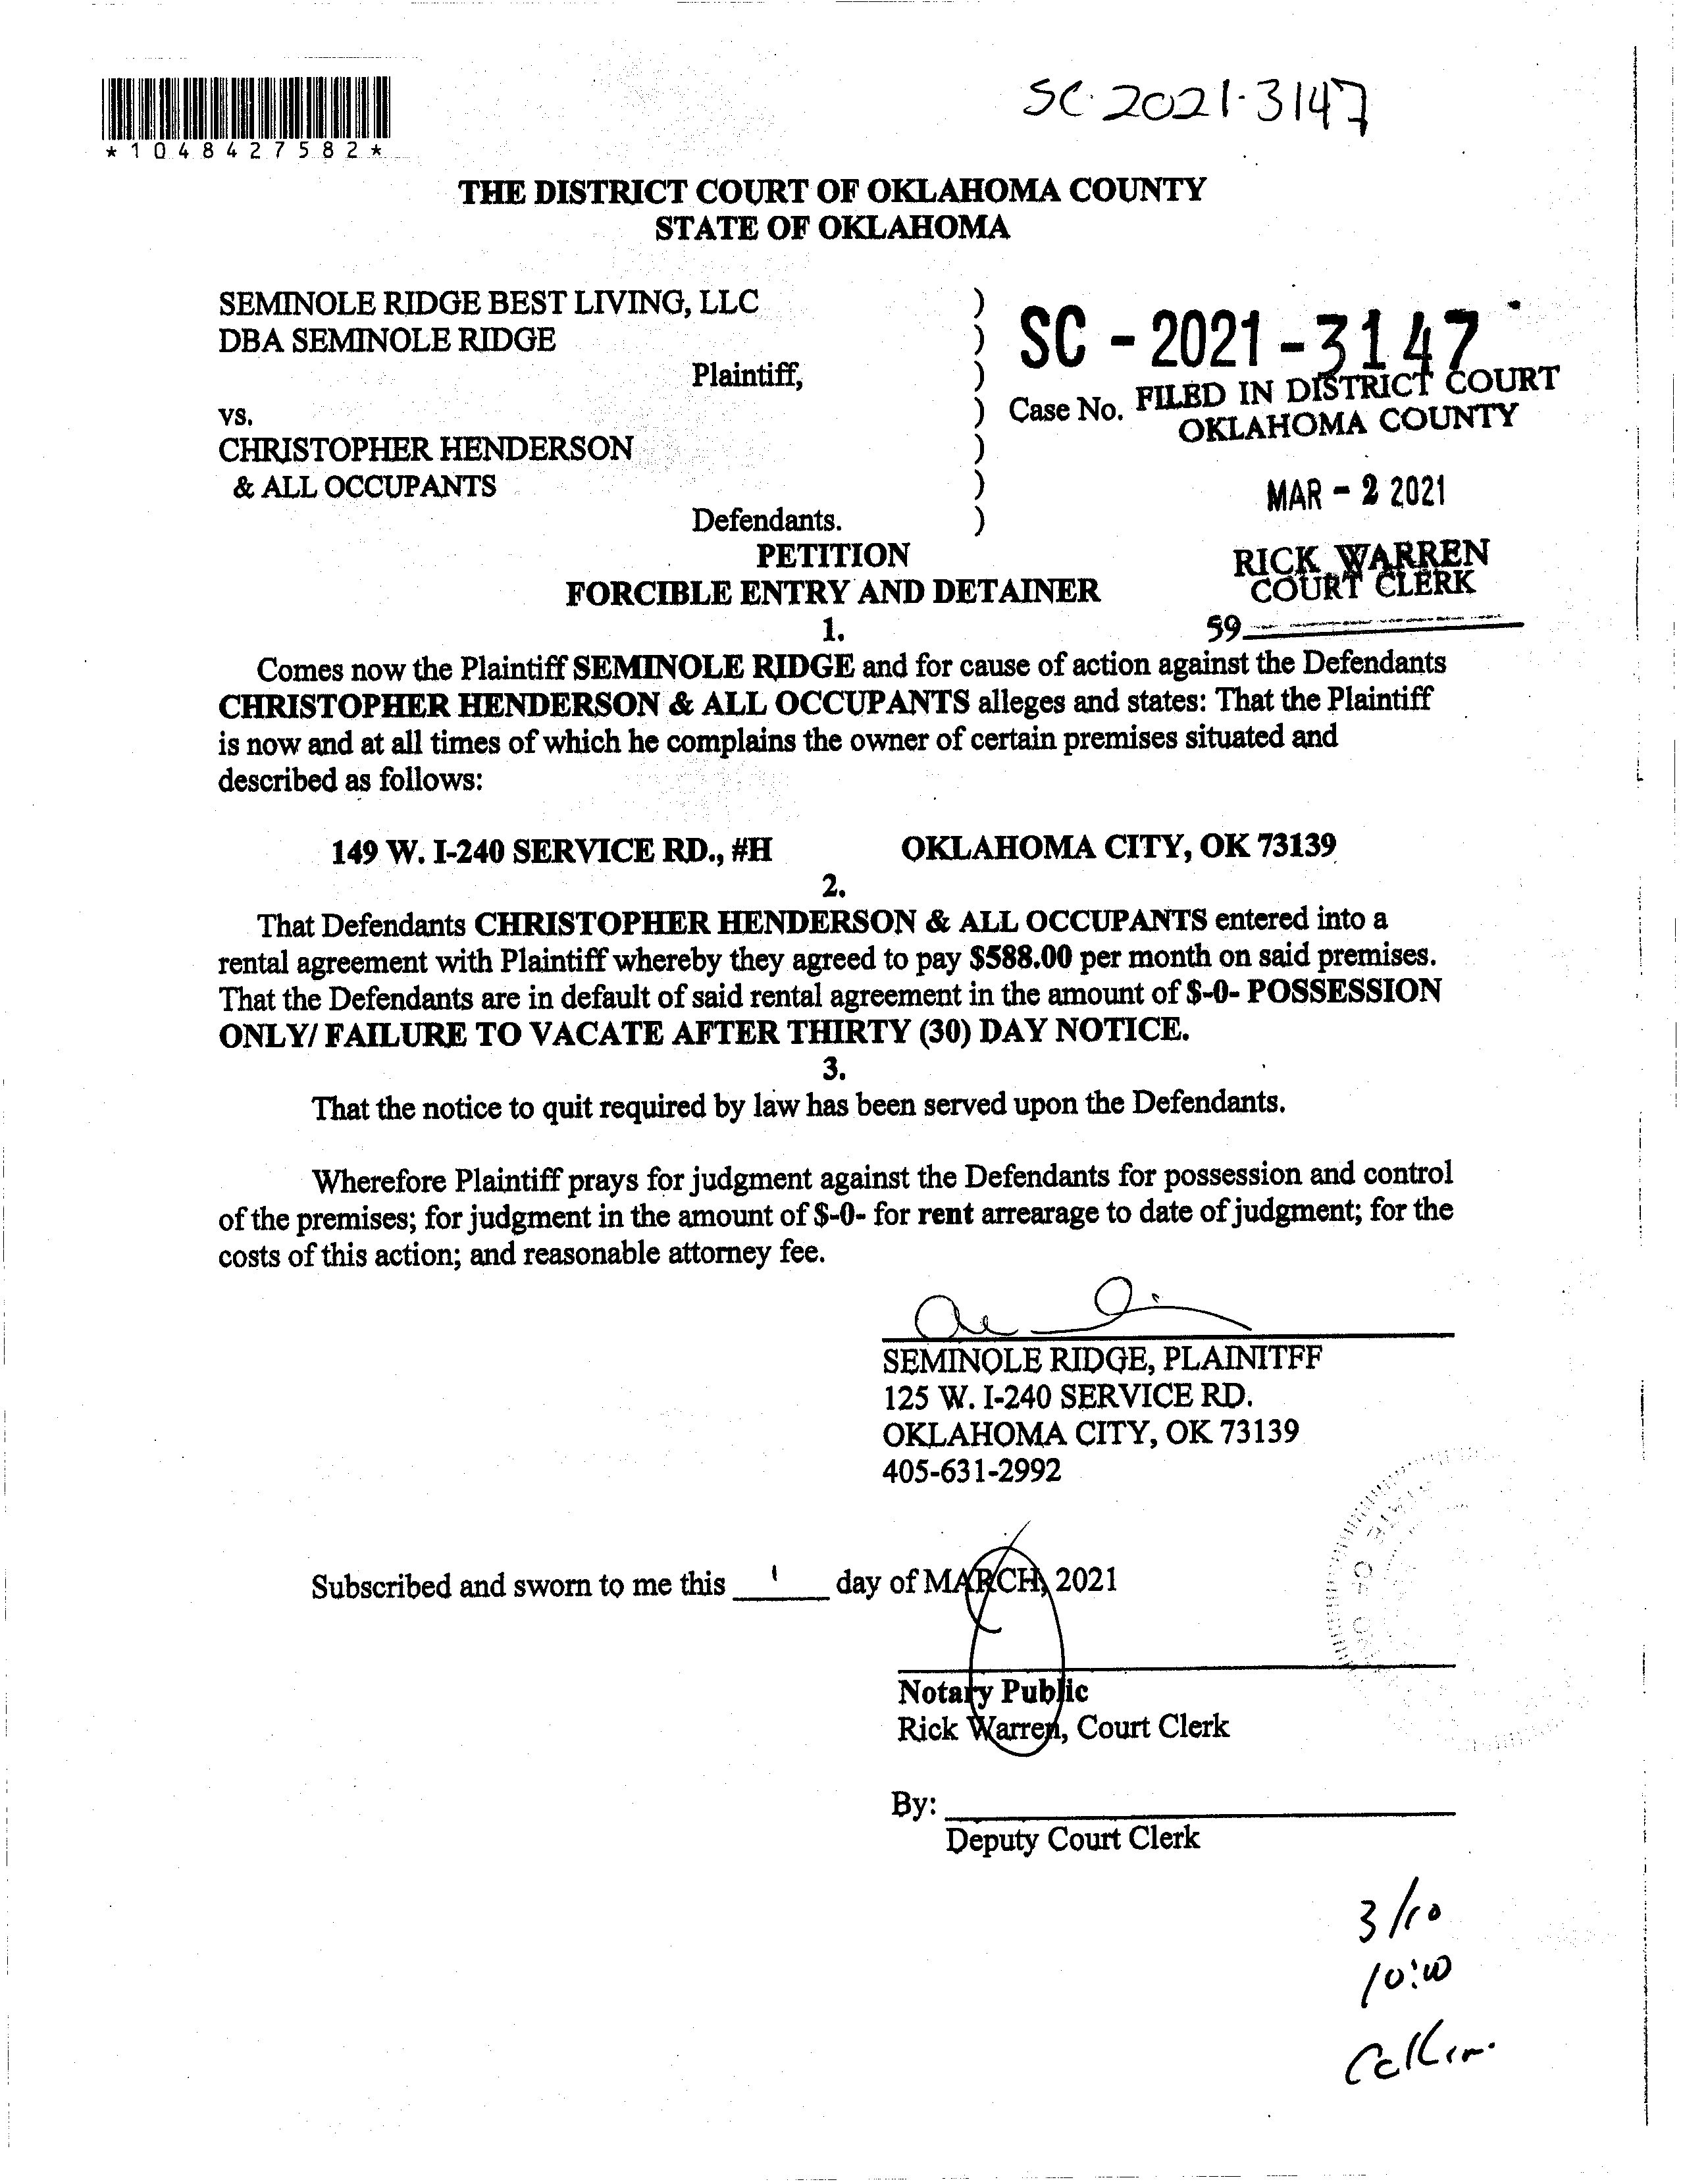 SC-2021-3147
*1048427582*
THE DISTRICT COURT OF OKLAHOMA COUNTY
STATE OF OKLAHOMA
SEMINOLE RIDGE BEST LIVING, LLC )
DBA SEMINOLE RIDGE )
Plaintiff, )
vs. )
CHRISTOPHER HENDERSON )
& ALL OCCUPANTS )
Defendants. )
SC - 2021 - 3147
Case No. FILED IN DISTRICT COURT
OKLAHOMA COUNTY
MAR - 2 2021
RICK WARREN
COURT CLERK
59
PETITION
FORCIBLE ENTRY AND DETAINER
1.
Comes now the Plaintiff SEMINOLE RIDGE and for cause of action against the Defendants
CHRISTOPHER HENDERSON & ALL OCCUPANTS alleges and states: That the Plaintiff
is now and at all times of which he complains the owner of certain premises situated and
described as follows:
149 W. I-240 SERVICE RD., #H OKLAHOMA CITY, OK 73139
2.
That Defendants CHRISTOPHER HENDERSON & ALL OCCUPANTS entered into a
rental agreement with Plaintiff whereby they agreed to pay $588.00 per month on said premises.
That the Defendants are in default of said rental agreement in the amount of $-0- POSSESSION
ONLY/ FAILURE TO VACATE AFTER THIRTY (30) DAY NOTICE.
3.
That the notice to quit required by law has been served upon the Defendants.
Wherefore Plaintiff prays for judgment against the Defendants for possession and control
of the premises; for judgment in the amount of $-0- for rent arrearage to date of judgment; for the
costs of this action; and reasonable attorney fee.
SEMINOLE RIDGE, PLAINITFF
125 W. I-240 SERVICE RD.
OKLAHOMA CITY, OK 73139
405-631-2992
Subscribed and sworn to me this 1 day of MARCH, 2021
Notary Public
Rick Warren, Court Clerk
By:
Deputy Court Clerk
3/10
10:00